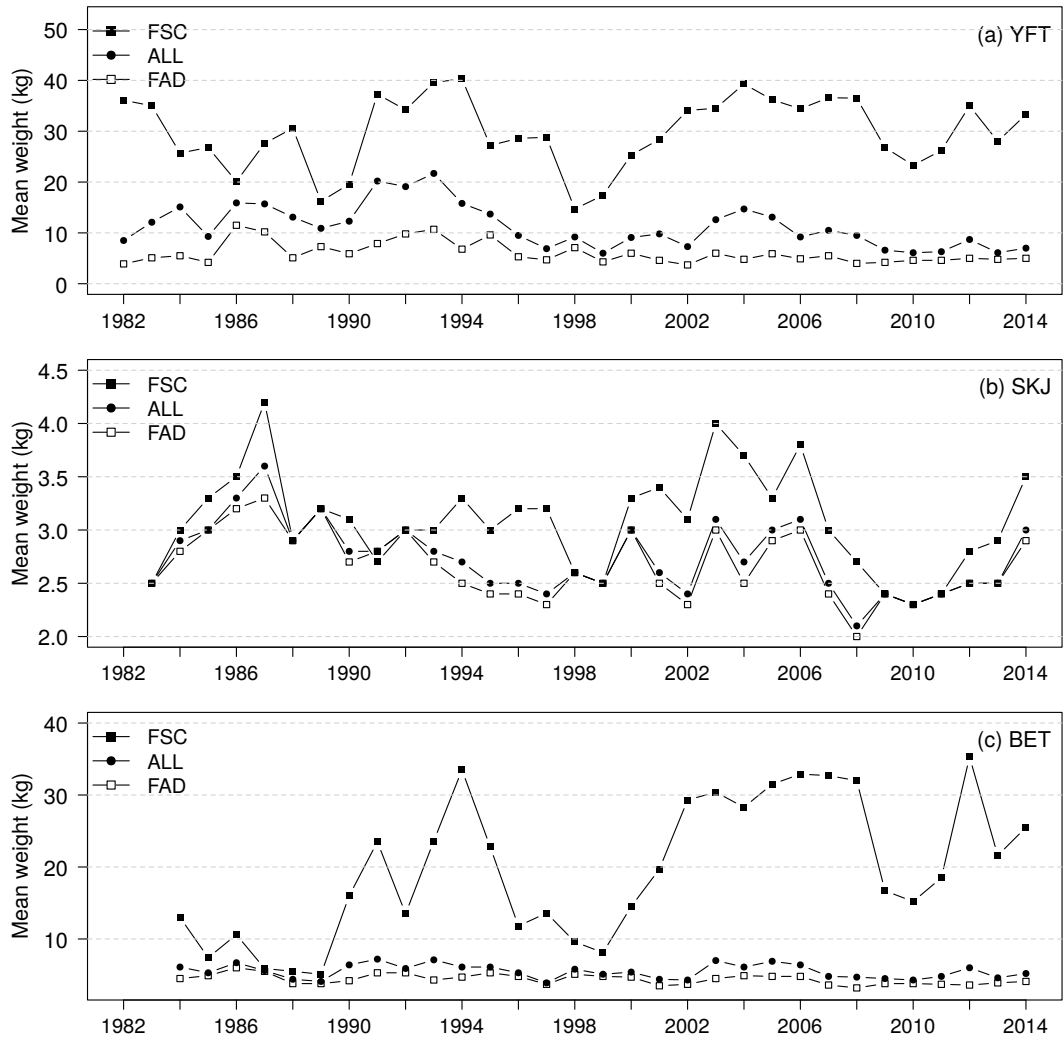 50
40
30
20
10
0
Mean weight (kg)
FSC
ALL
FAD
(a) YFT
1982 1986 1990 1994 1998 2002 2006 2010 2014
4.5
4.0
3.5
3.0
2.5
2.0
Mean weight (kg)
FSC
ALL
FAD
(b) SKJ
1982 1986 1990 1994 1998 2002 2006 2010 2014
40
30
20
10
Mean weight (kg)
FSC
ALL
FAD
(c) BET
1982 1986 1990 1994 1998 2002 2006 2010 2014